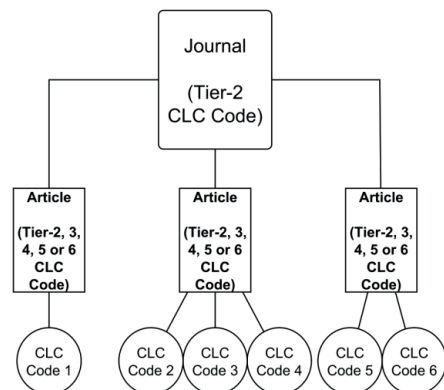 Journal
(Tier-2
CLC Code)
Article
(Tier-2, 3,
4, 5 or 6
CLC
Code)
Article
(Tier-2, 3,
4, 5 or 6
CLC
Code)
Article
(Tier-2, 3,
4, 5 or 6
CLC
Code)
CLC
Code 1
CLC
Code 2
CLC
Code 3
CLC
Code 4
CLC
Code 5
CLC
Code 6